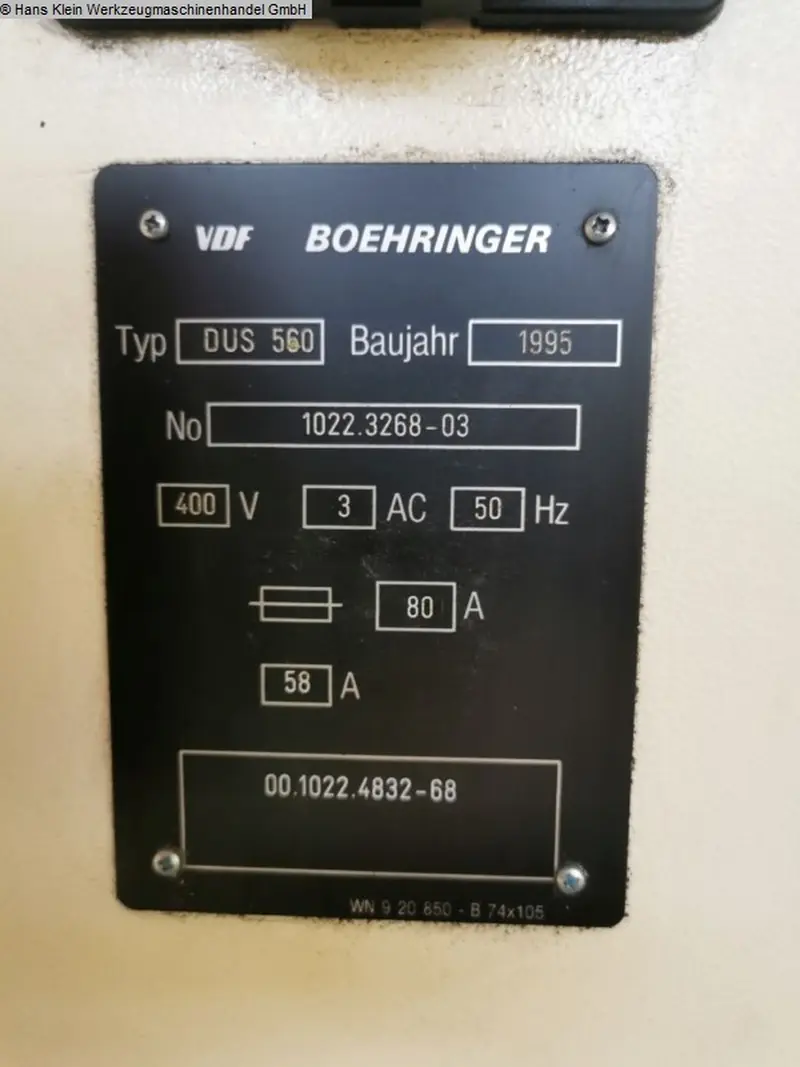 ® Hans Klein Werkzeugmaschinenhandel GmbH
VDF BOEHRINGER
Typ DUS 560 Baujahr 1995
No 1022.3268-03
400 V 3 AC 50 Hz
80 A
58 A
00.1022.4832-68
WN 9 20 850 - B 74x105